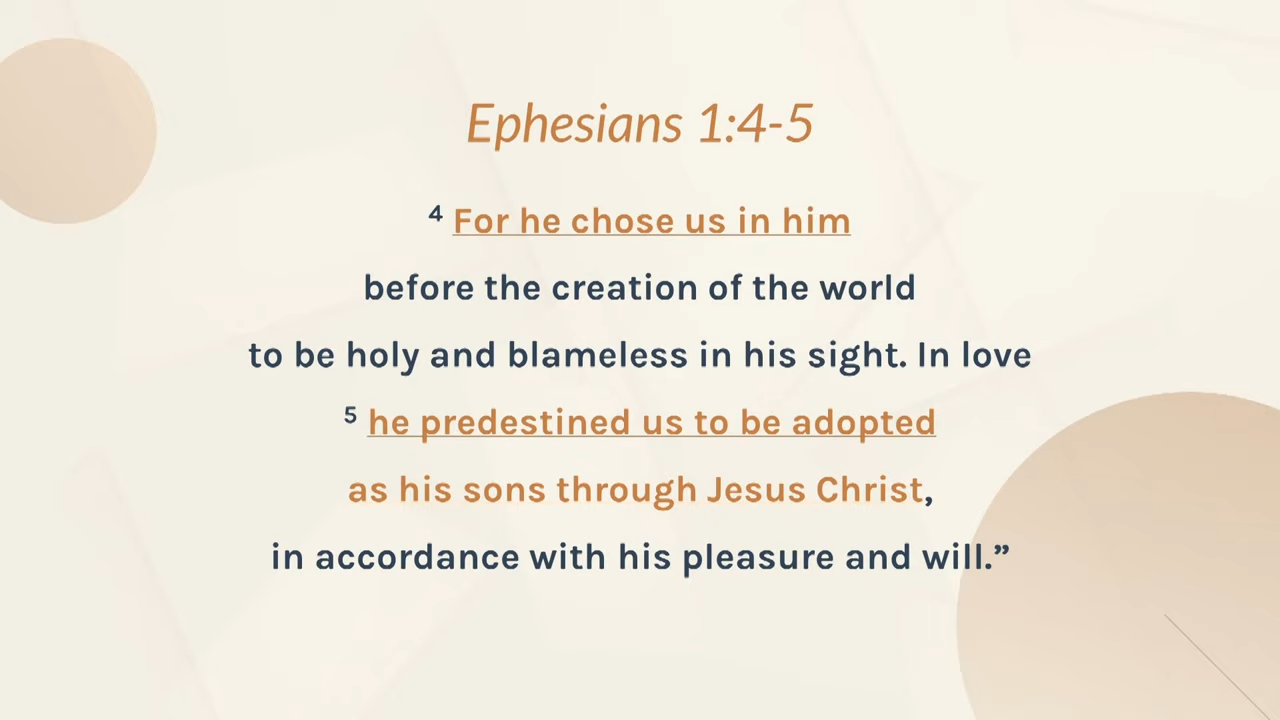 Ephesians 1:4-5
4 For he chose us in him
before the creation of the world
to be holy and blameless in his sight. In love
5 he predestined us to be adopted
as his sons through Jesus Christ,
in accordance with his pleasure and will.”